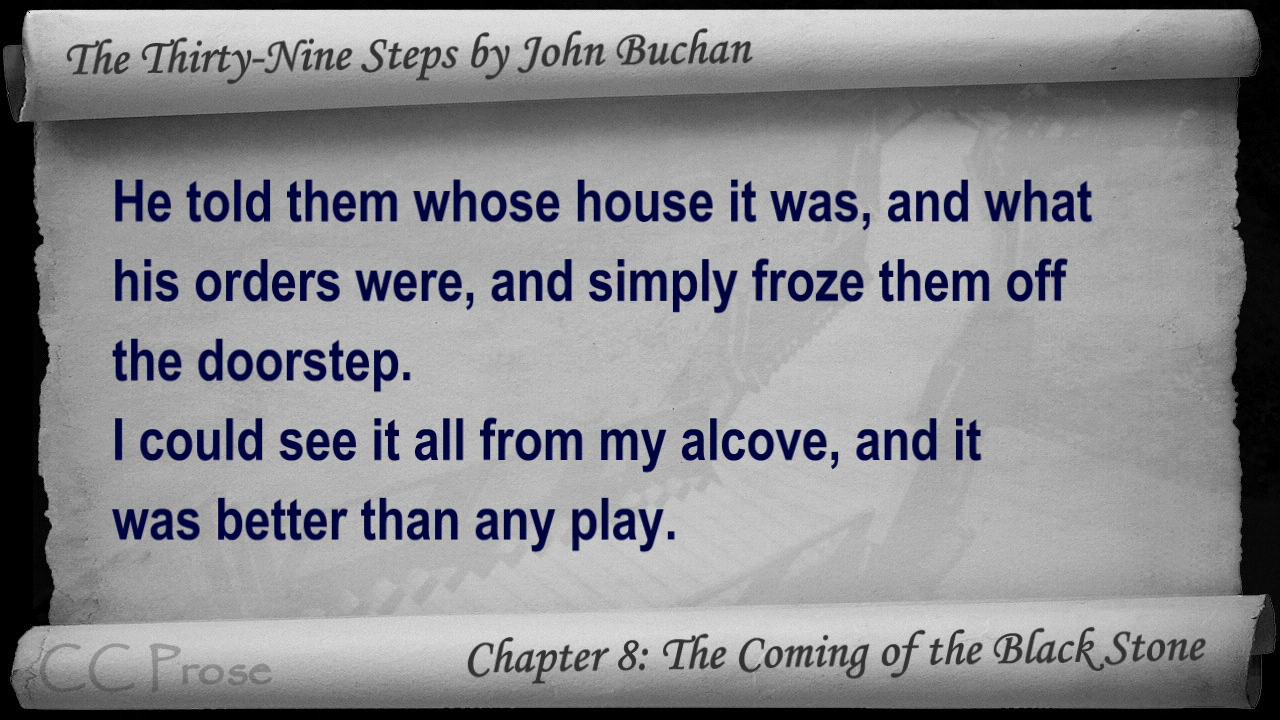 The Thirty-Nine Steps by John Buchan
He told them whose house it was, and what
his orders were, and simply froze them off
the doorstep.
I could see it all from my alcove, and it
was better than any play.
CC Prose
Chapter 8: The Coming of the Black Stone